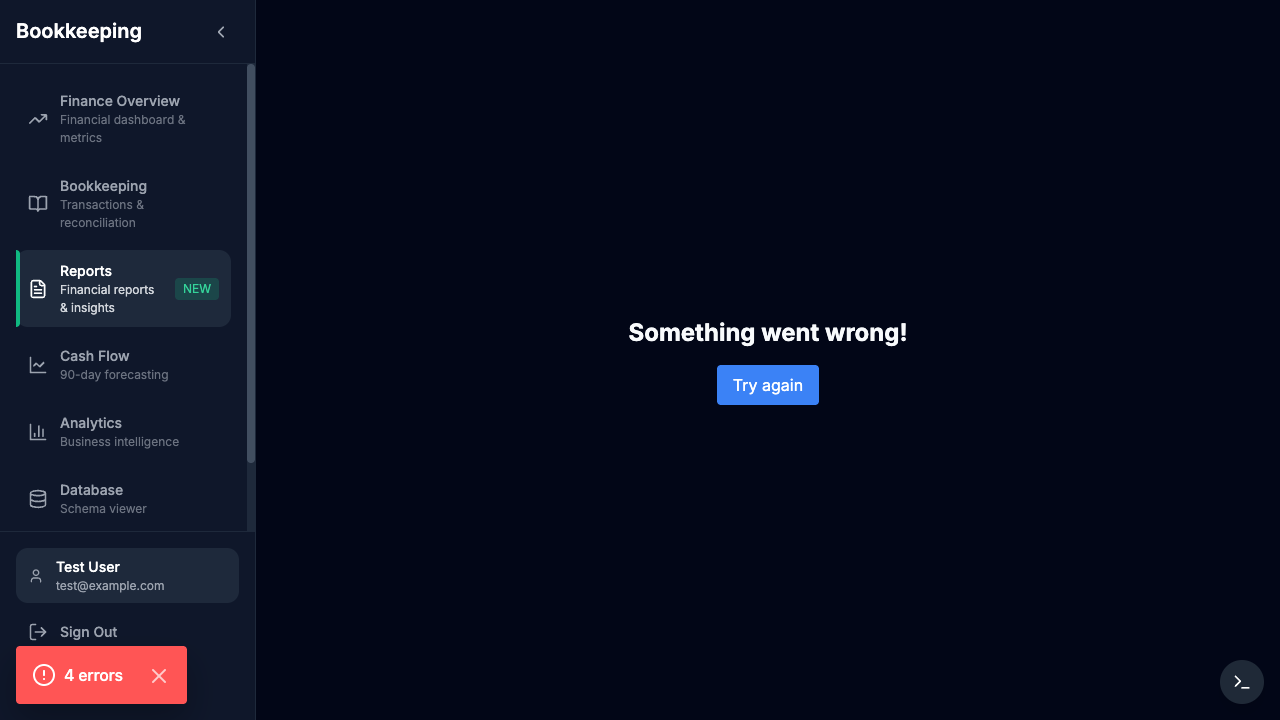 Bookkeeping
Finance Overview
Financial dashboard &
metrics
Bookkeeping
Transactions &
reconciliation
Reports
Financial reports
& insights
NEW
Cash Flow
90-day forecasting
Analytics
Business intelligence
Database
Schema viewer
Test User
test@example.com
Sign Out
4 errors
Something went wrong!
Try again